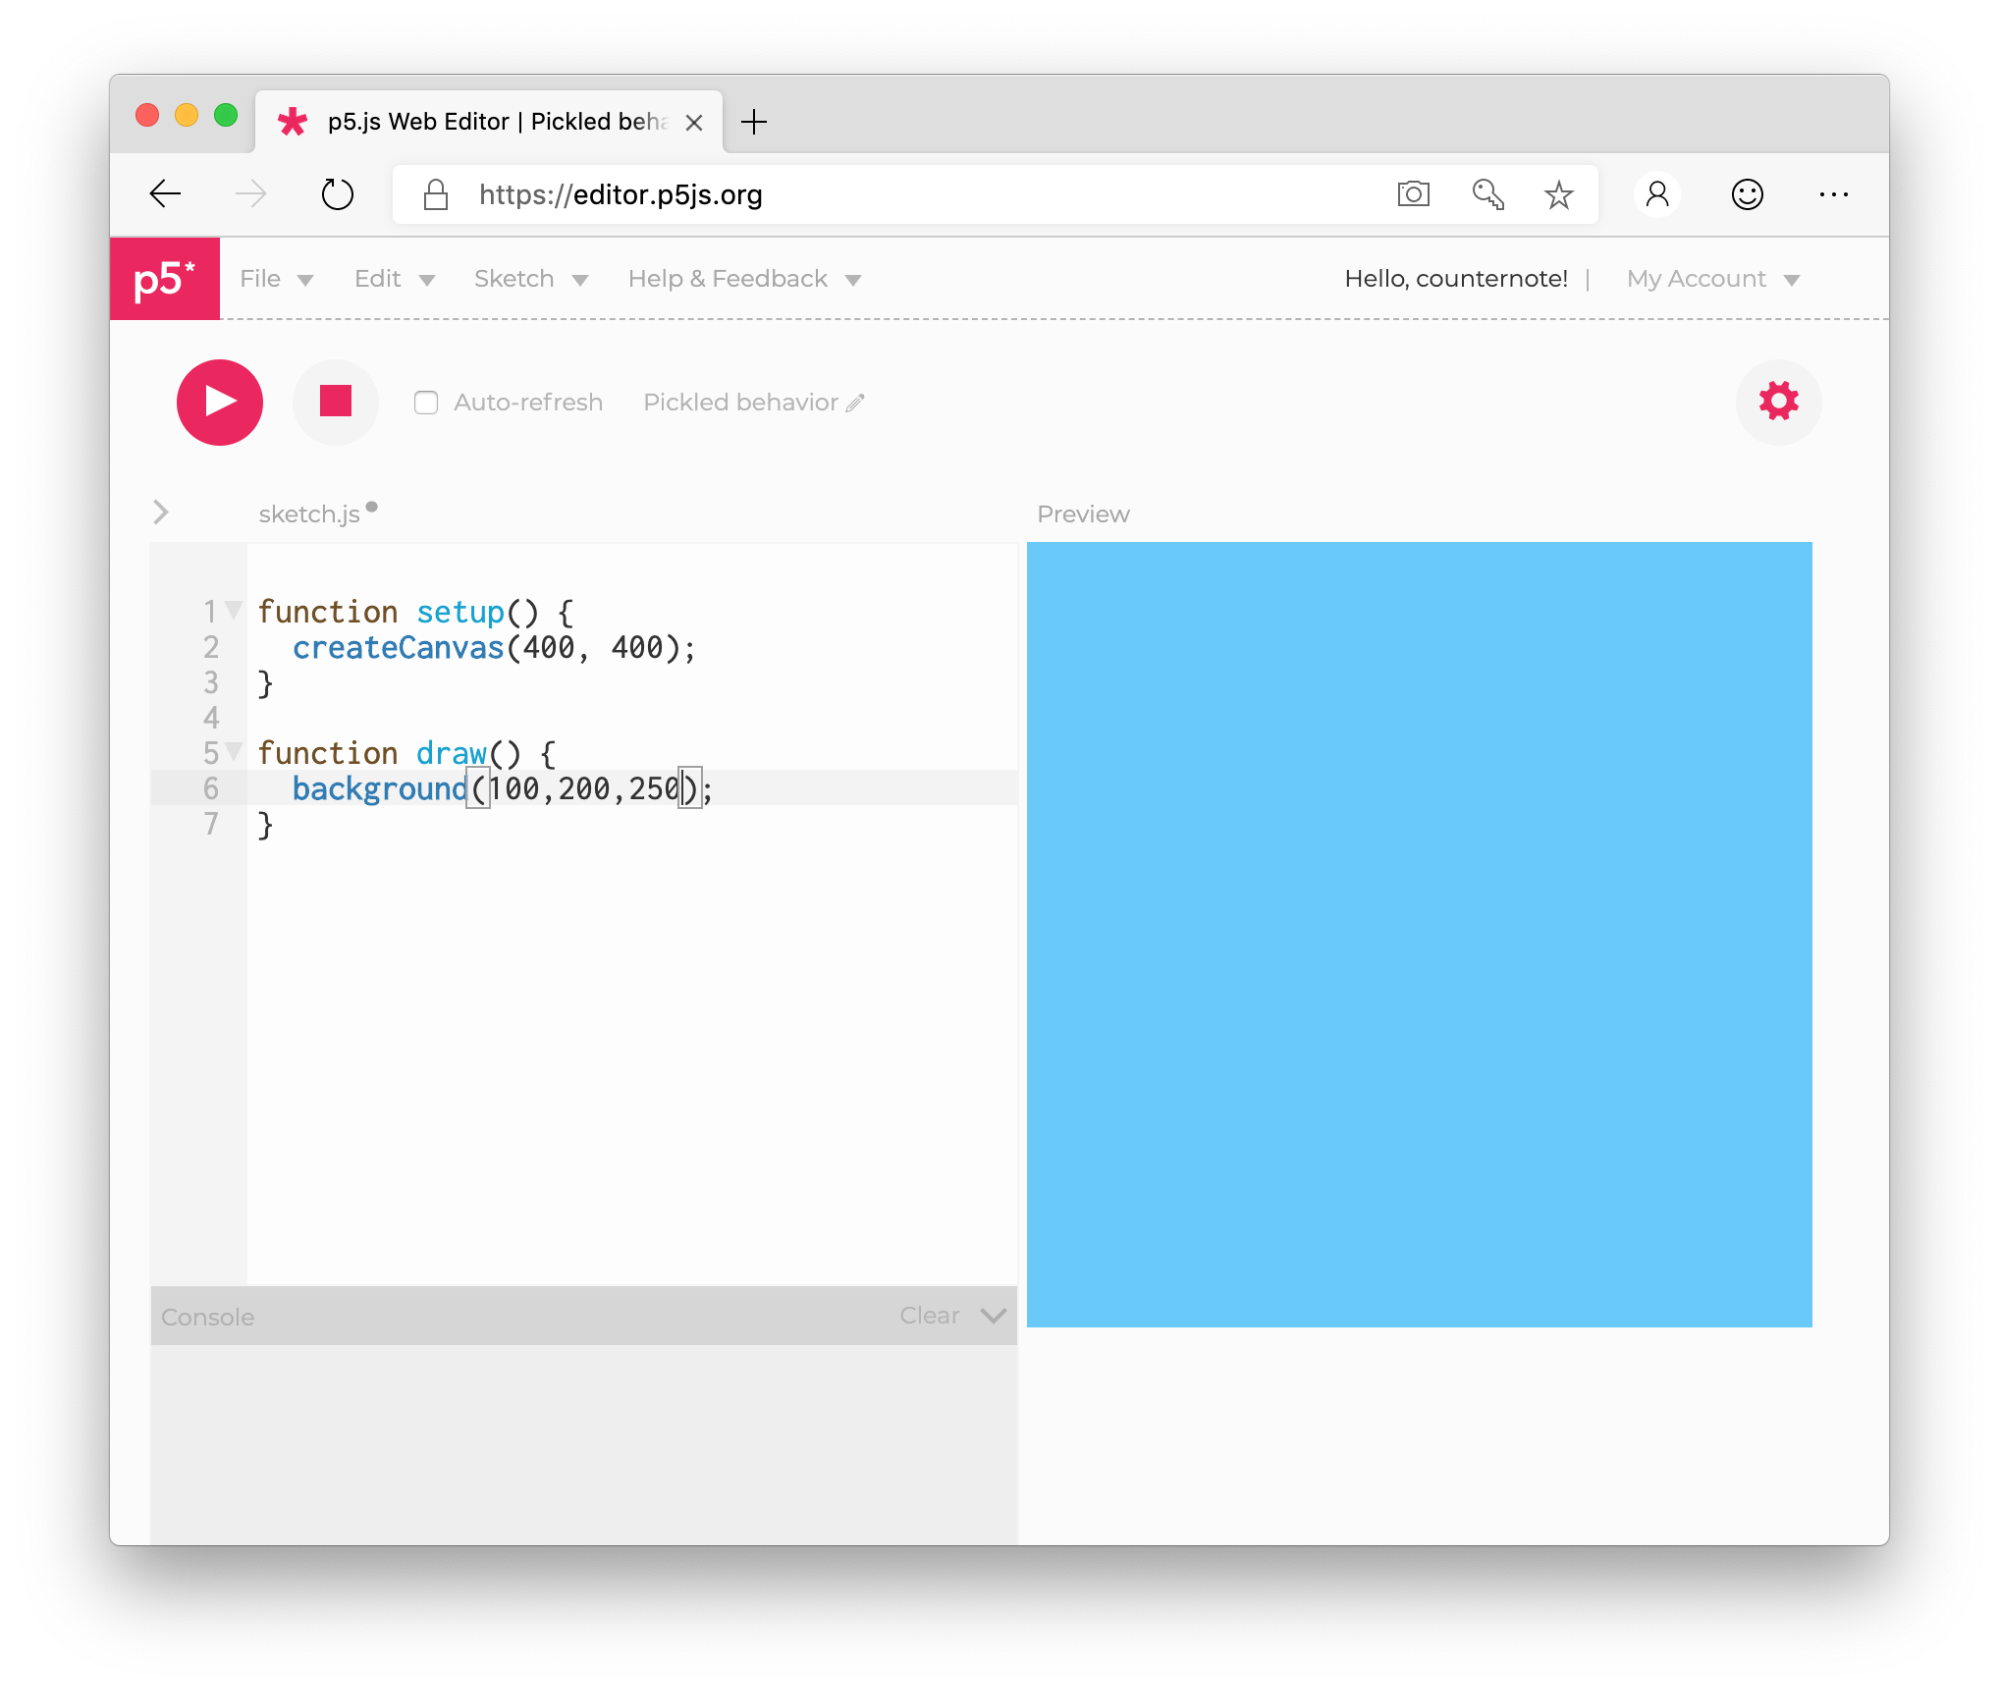 p5.js Web Editor | Pickled beha
https://editor.p5js.org
p5* File Edit Sketch Help & Feedback Hello, counternote! | My Account
Auto-refresh Pickled behavior
sketch.js
Preview
1 function setup() {
2 createCanvas(400, 400);
3 }
4
5 function draw() {
6 background(100,200,250);
7 }
Console Clear